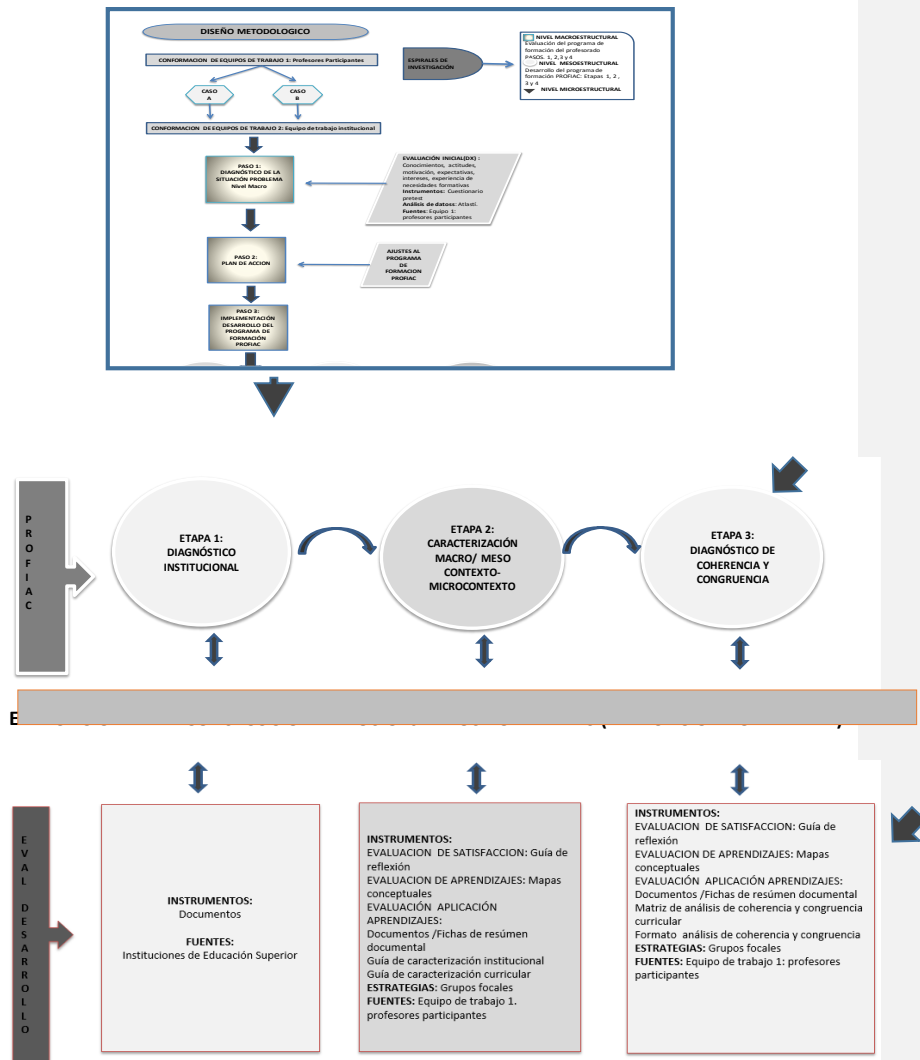 DISEÑO METODOLOGICO
CONFORMACION DE EQUIPOS DE TRABAJO 1: Profesores Participantes
CASO
A
CASO
B
CONFORMACION DE EQUIPOS DE TRABAJO 2: Equipo de trabajo institucional
ESPIRALES DE
INVESTIGACIÓN
NIVEL MACROESTRUCTURAL
Evaluación del programa de
formación del profesorado
PASOS. 1, 2,3 y 4
NIVEL MESOESTRUCTURAL
Desarrollo del programa de
formación PROFIAC: Etapas 1, 2 ,
3 y 4
NIVEL MICROESTRUCTURAL
PASO 1:
DIAGNÓSTICO DE LA
SITUACIÓN PROBLEMA
Nivel Macro
EVALUACIÓN INICIAL(DX) :
Conocimientos, actitudes,
motivación, expectativas,
intereses, experiencia de
necesidades formativas
Instrumentos: Cuestionario
pretest
Análisis de datoss: Atlasti.
Fuentes: Equipo 1:
profesores participantes
PASO 2:
PLAN DE ACCION
AJUSTES AL
PROGRAMA
DE
FORMACION
PROFIAC
PASO 3:
IMPLEMENTACIÓN
DESARROLLO DEL
PROGRAMA DE
FORMACIÓN
PROFIAC
P
R
O
F
I
A
C
ETAPA 1:
DIAGNÓSTICO
INSTITUCIONAL
ETAPA 2:
CARACTERIZACIÓN
MACRO/ MESO
CONTEXTO-
MICROCONTEXTO
ETAPA 3:
DIAGNÓSTICO DE
COHERENCIA Y
CONGRUENCIA
E
V
A
L
D
E
S
A
R
R
O
L
L
O
INSTRUMENTOS:
Documentos
FUENTES:
Instituciones de Educación Superior
INSTRUMENTOS:
EVALUACION DE SATISFACCION: Guía de
reflexión
EVALUACION DE APRENDIZAJES: Mapas
conceptuales
EVALUACIÓN APLICACIÓN
APRENDIZAJES:
Documentos /Fichas de resúmen
documental
Guía de caracterización institucional
Guía de caracterización curricular
ESTRATEGIAS: Grupos focales
FUENTES: Equipo de trabajo 1.
profesores participantes
INSTRUMENTOS:
EVALUACION DE SATISFACCION: Guía de
reflexión
EVALUACION DE APRENDIZAJES: Mapas
conceptuales
EVALUACIÓN APLICACIÓN APRENDIZAJES:
Documentos /Fichas de resúmen documental
Matriz de análisis de coherencia y congruencia
curricular
Formato análisis de coherencia y congruencia
ESTRATEGIAS: Grupos focales
FUENTES: Equipo de trabajo 1: profesores
participantes